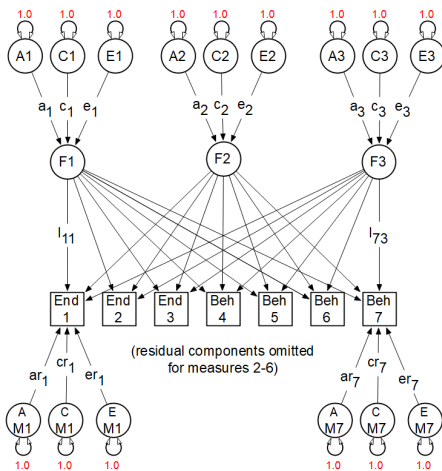 1.0 1.0 1.0 1.0 1.0 1.0 1.0 1.0 1.0
A1 C1 E1 A2 C2 E2 A3 C3 E3
a1 c1 e1 a2 c2 e2 a3 c3 e3
F1 F2 F3
l11 l73
End End End Beh Beh Beh Beh
1 2 3 4 5 6 7
(residual components omitted
for measures 2-6)
ar1 cr1 er1 ar7 cr7 er7
A C E A C E
M1 M1 M1 M7 M7 M7
1.0 1.0 1.0 1.0 1.0 1.0